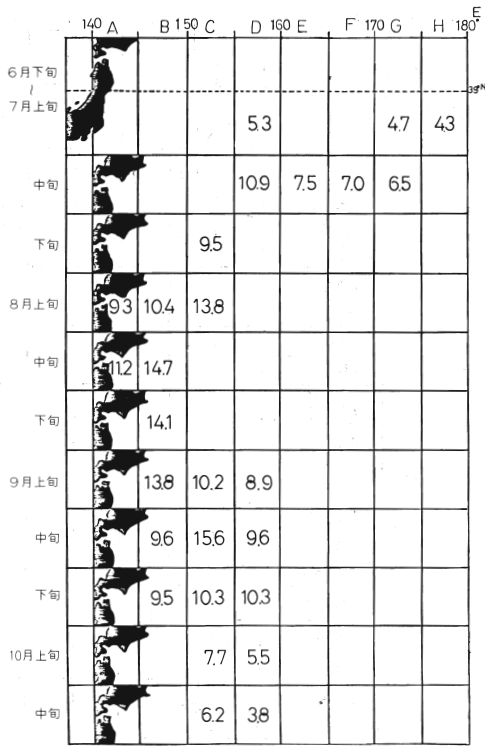 140 A B 150 C D 160 E F 170 G H 180° E
6月下旬
39°N
〜
7月上旬
5.3 4.7 4.3
中旬 10.9 7.5 7.0 6.5
下旬 9.5
8月上旬 9.3 10.4 13.8
中旬 11.2 14.7
下旬 14.1
9月上旬 13.8 10.2 8.9
中旬 9.6 15.6 9.6
下旬 9.5 10.3 10.3
10月上旬 7.7 5.5
中旬 6.2 3.8